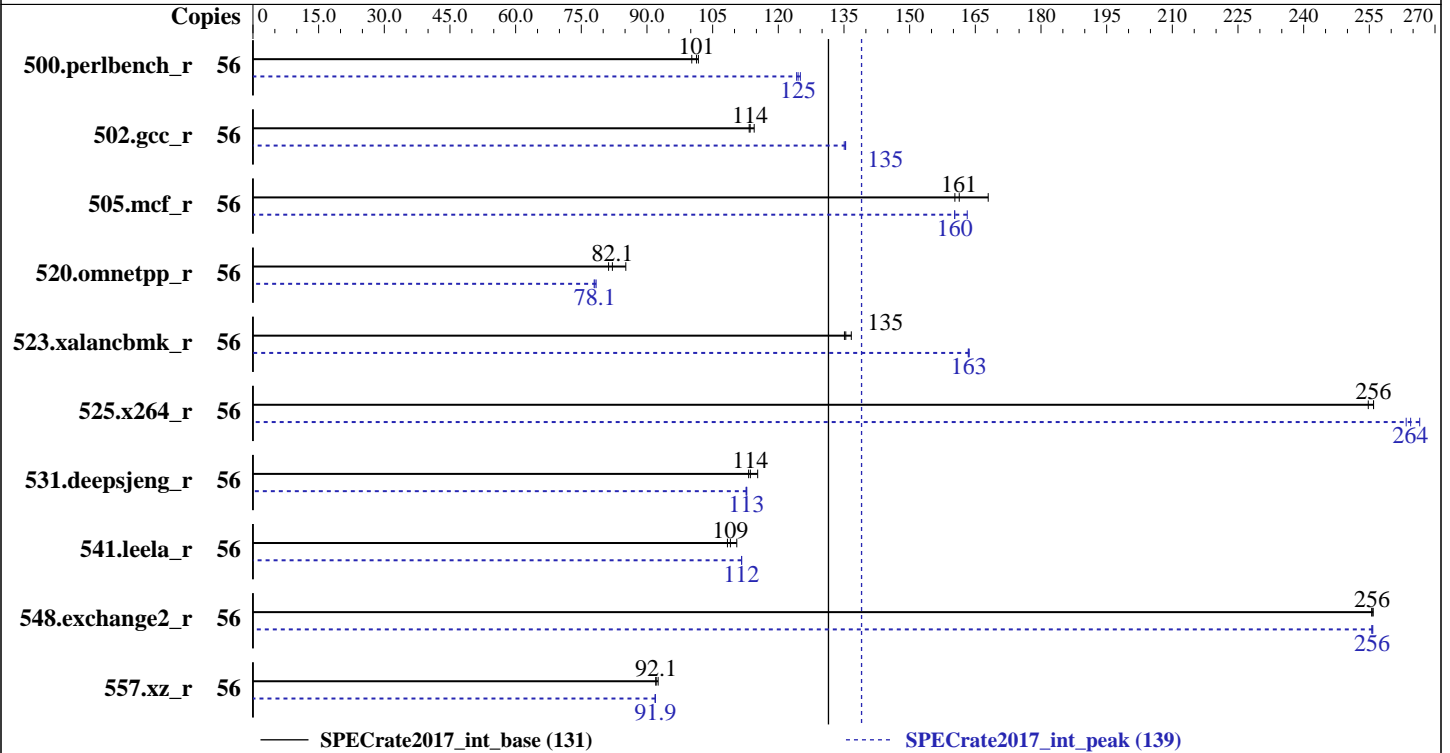 Copies 0 15.0 30.0 45.0 60.0 75.0 90.0 105 120 135 150 165 180 195 210 225 240 255 270
101
500.perlbench_r 56
125
114
502.gcc_r 56
135
161
505.mcf_r 56
160
82.1
520.omnetpp_r 56
78.1
135
523.xalancbmk_r 56
163
256
525.x264_r 56
264
114
531.deepsjeng_r 56
113
109
541.leela_r 56
112
256
548.exchange2_r 56
256
92.1
557.xz_r 56
91.9
SPECrate2017_int_base (131) SPECrate2017_int_peak (139)